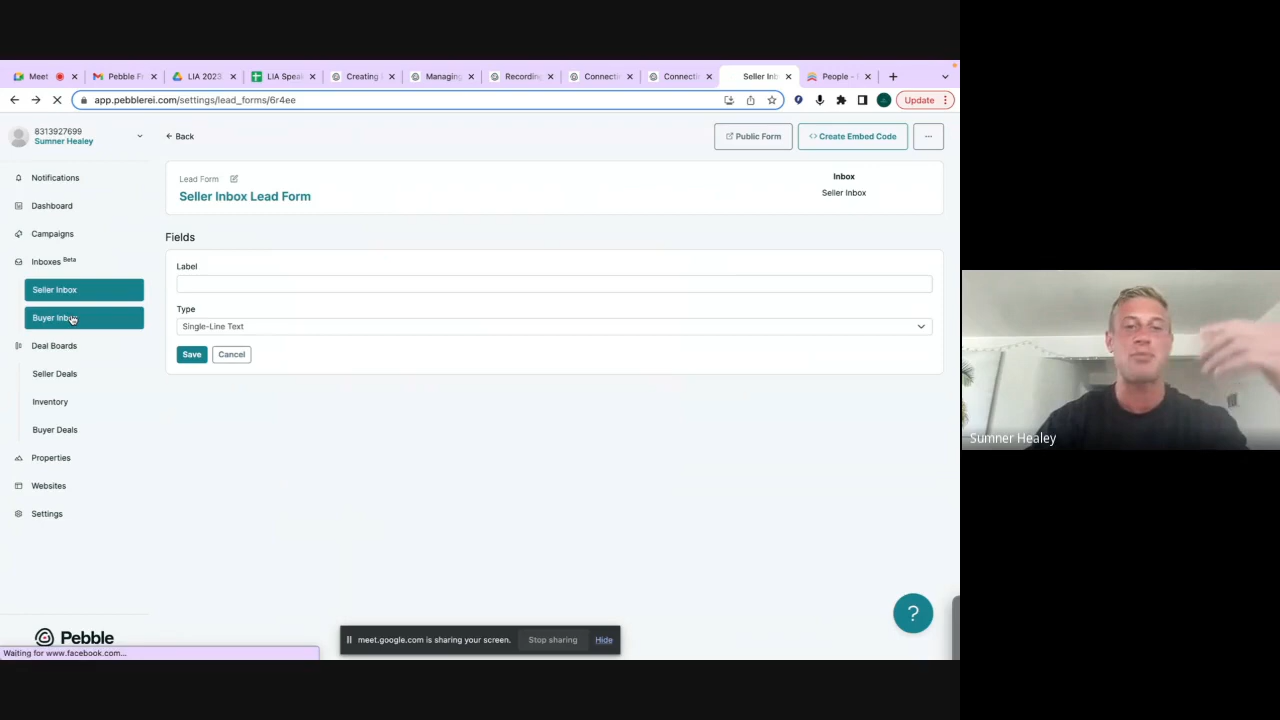 Meet
Pebble Fr
LIA 2023
LIA Spea
Creating
Managing
Recording
Connecti
Connecti
Seller Inb
People -
app.pebblerei.com/settings/lead_forms/6r4ee
Update
8313927699
Sumner Healey
Back
Public Form
<> Create Embed Code
...
Notifications
Dashboard
Campaigns
Inboxes Beta
Seller Inbox
Buyer Inbox
Deal Boards
Seller Deals
Inventory
Buyer Deals
Properties
Websites
Settings
Lead Form
Seller Inbox Lead Form
Inbox
Seller Inbox
Fields
Label
Type
Single-Line Text
Save
Cancel
Sumner Healey
?
Pebble
meet.google.com is sharing your screen.
Stop sharing
Hide
Waiting for www.facebook.com...